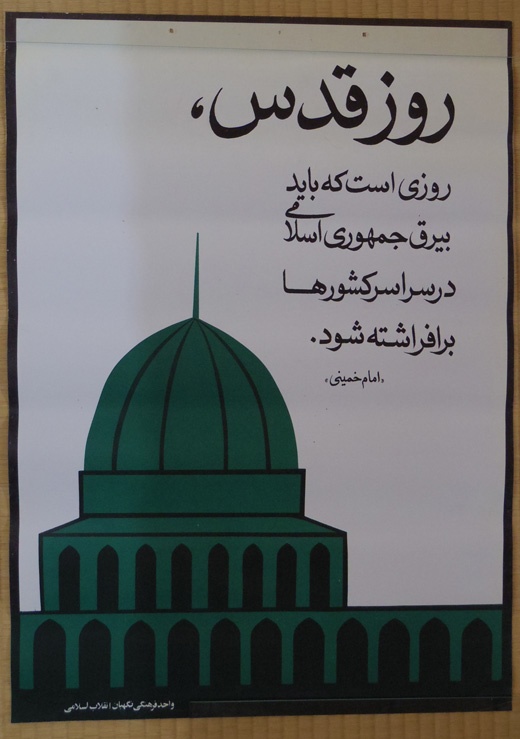 روز قدس،
روزی است که باید
بیرق جمهوری اسلامی
در سراسر کشورها
برافراشته شود.
«امام خمینی»
واحد فرهنگی نگهبان انقلاب اسلامی